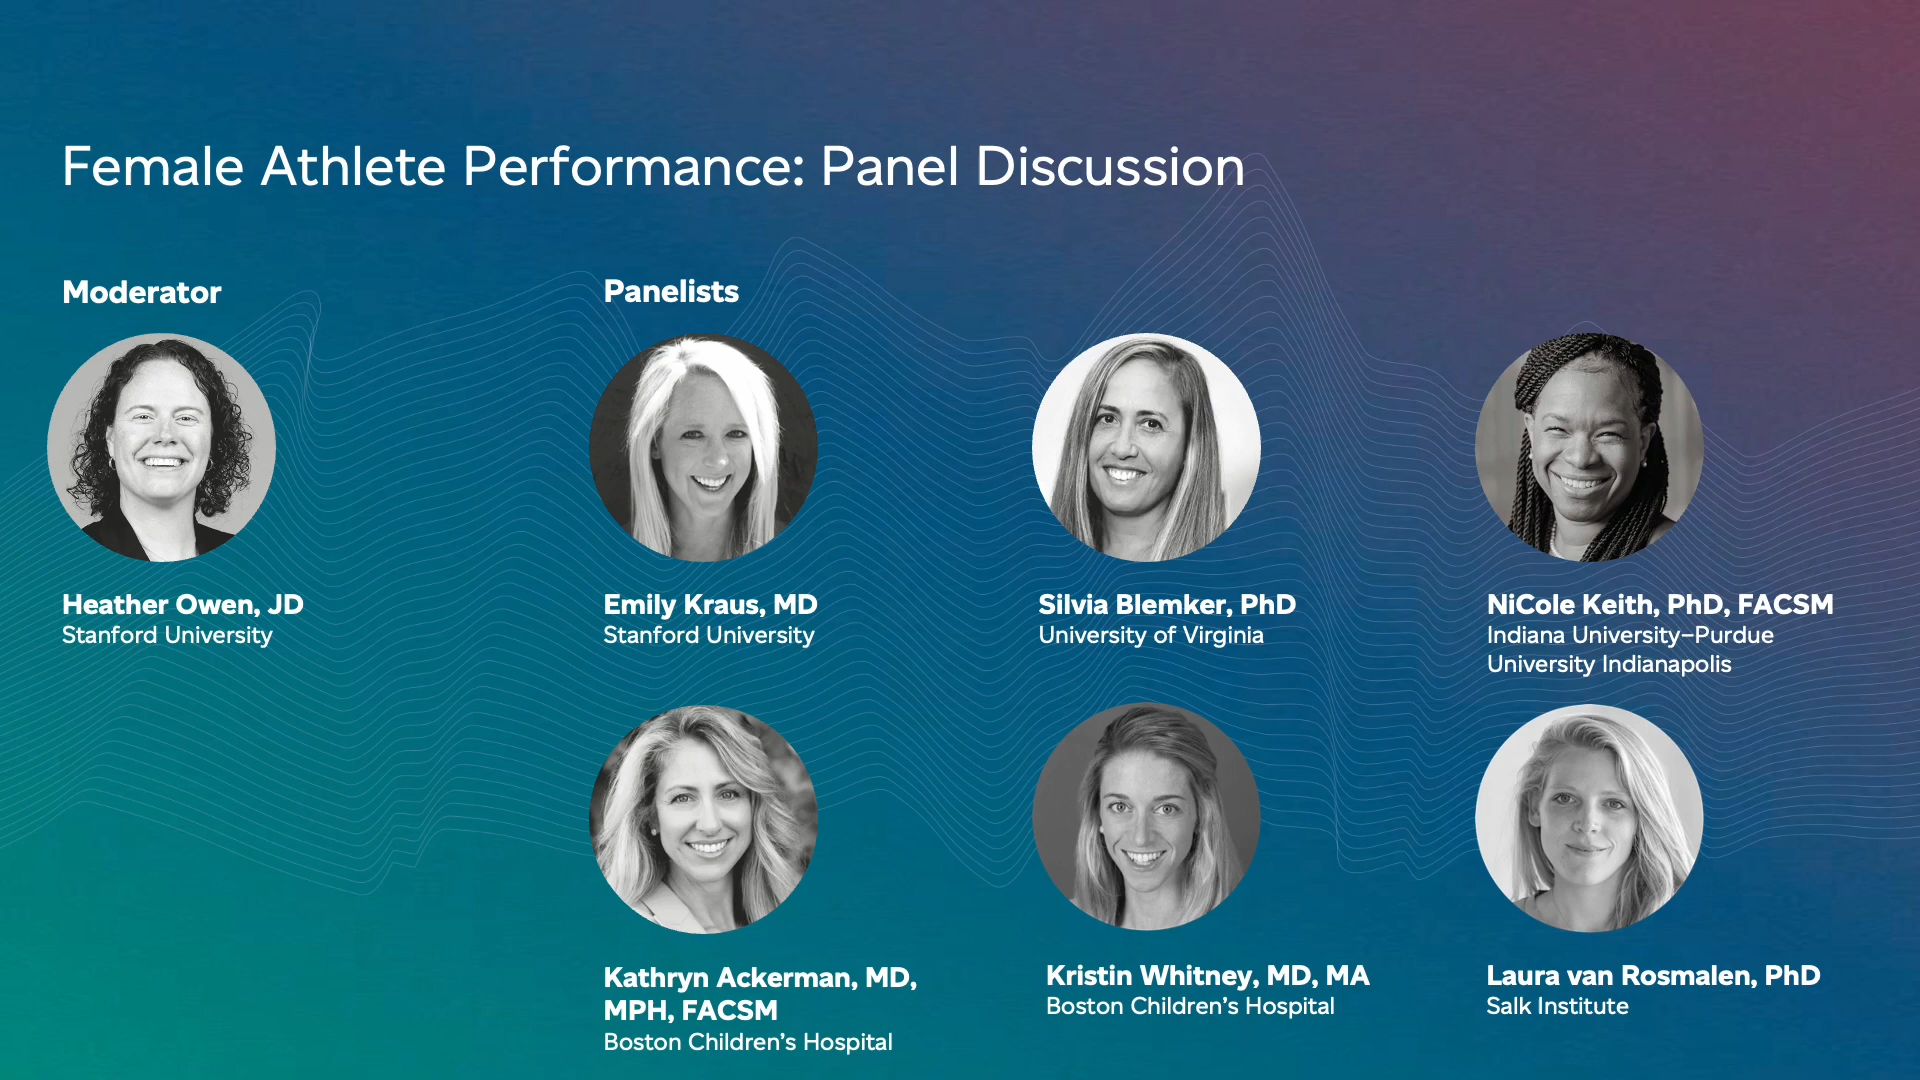 Female Athlete Performance: Panel Discussion
Moderator
Panelists
Heather Owen, JD
Stanford University
Emily Kraus, MD
Stanford University
Silvia Blemker, PhD
University of Virginia
NiCole Keith, PhD, FACSM
Indiana University–Purdue
University Indianapolis
Kathryn Ackerman, MD,
MPH, FACSM
Boston Children’s Hospital
Kristin Whitney, MD, MA
Boston Children’s Hospital
Laura van Rosmalen, PhD
Salk Institute